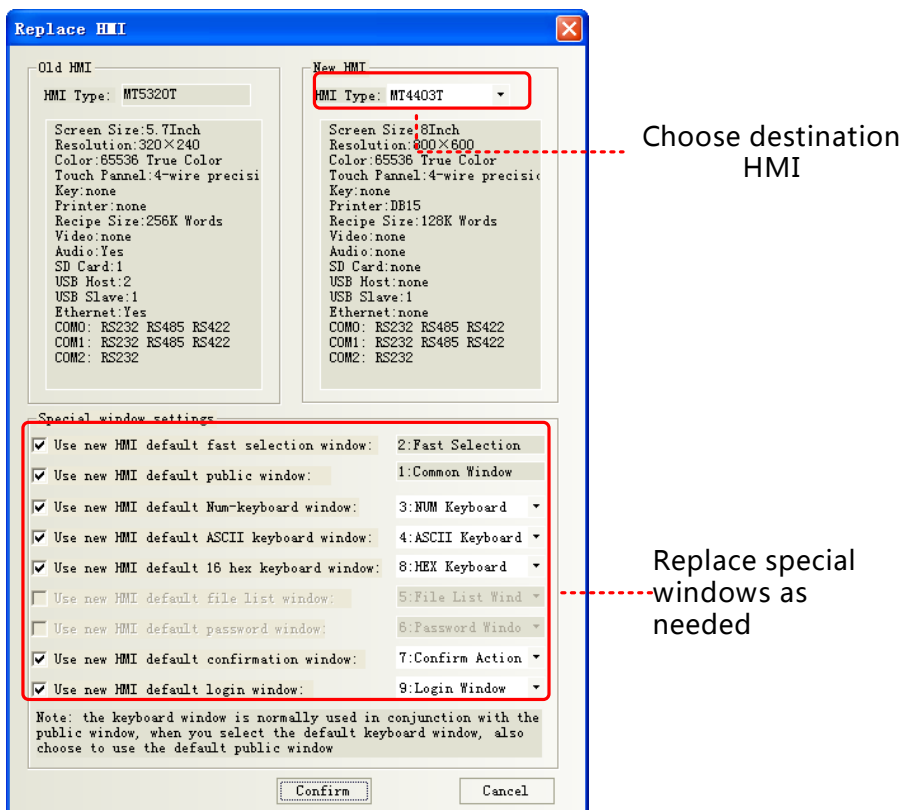 Replace HMI
Old HMI
HMI Type: MT5320T
Screen Size:5.7Inch
Resolution:320×240
Color:65536 True Color
Touch Pannel:4-wire precisi
Key:none
Printer:none
Recipe Size:256K Words
Video:none
Audio:Yes
SD Card:1
USB Host:2
USB Slave:1
Ethernet:Yes
COM0: RS232 RS485 RS422
COM1: RS232 RS485 RS422
COM2: RS232
New HMI
HMI Type: MT4403T
Screen Size:8Inch
Resolution:800×600
Color:65536 True Color
Touch Pannel:4-wire precisic
Key:none
Printer:DB15
Recipe Size:128K Words
Video:none
Audio:none
SD Card:none
USB Host:none
USB Slave:1
Ethernet:none
COM0: RS232 RS485 RS422
COM1: RS232 RS485 RS422
COM2: RS232
Choose destination
HMI
Special window settings
Use new HMI default fast selection window: 2:Fast Selection
Use new HMI default public window: 1:Common Window
Use new HMI default Num-keyboard window: 3:NUM Keyboard
Use new HMI default ASCII keyboard window: 4:ASCII Keyboard
Use new HMI default 16 hex keyboard window: 8:HEX Keyboard
Use new HMI default file list window: 5:File List Wind
Use new HMI default password window: 6:Password Windo
Use new HMI default confirmation window: 7:Confirm Action
Use new HMI default login window: 9:Login Window
Replace special
windows as
needed
Note: the keyboard window is normally used in conjunction with the
public window, when you select the default keyboard window, also
choose to use the default public window
Confirm
Cancel